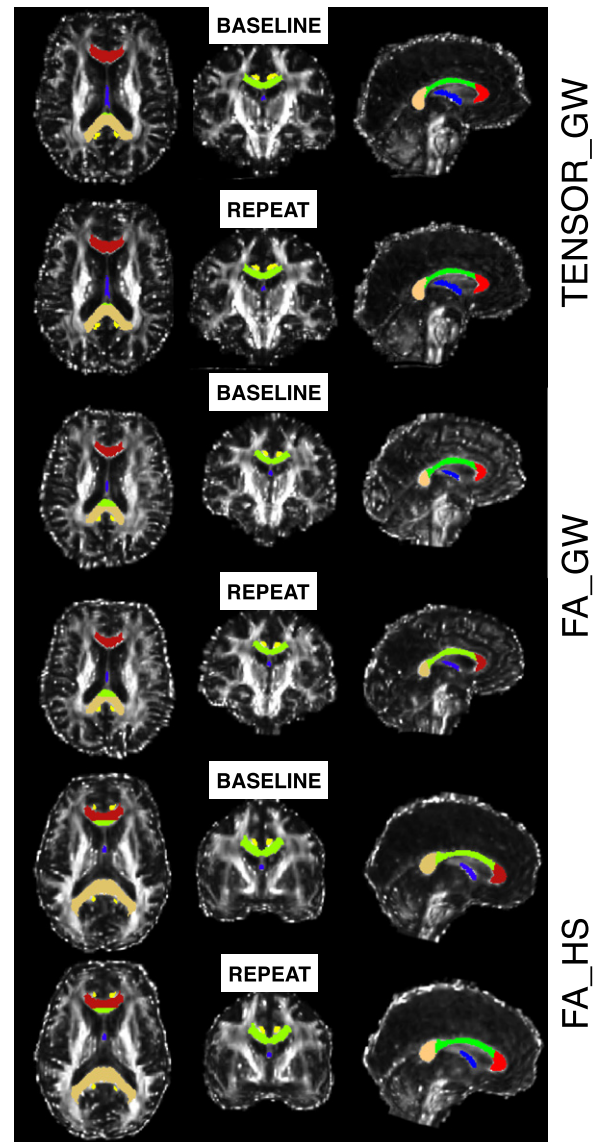 BASELINE
TENSOR_GW
REPEAT
BASELINE
FA_GW
REPEAT
BASELINE
FA_HS
REPEAT